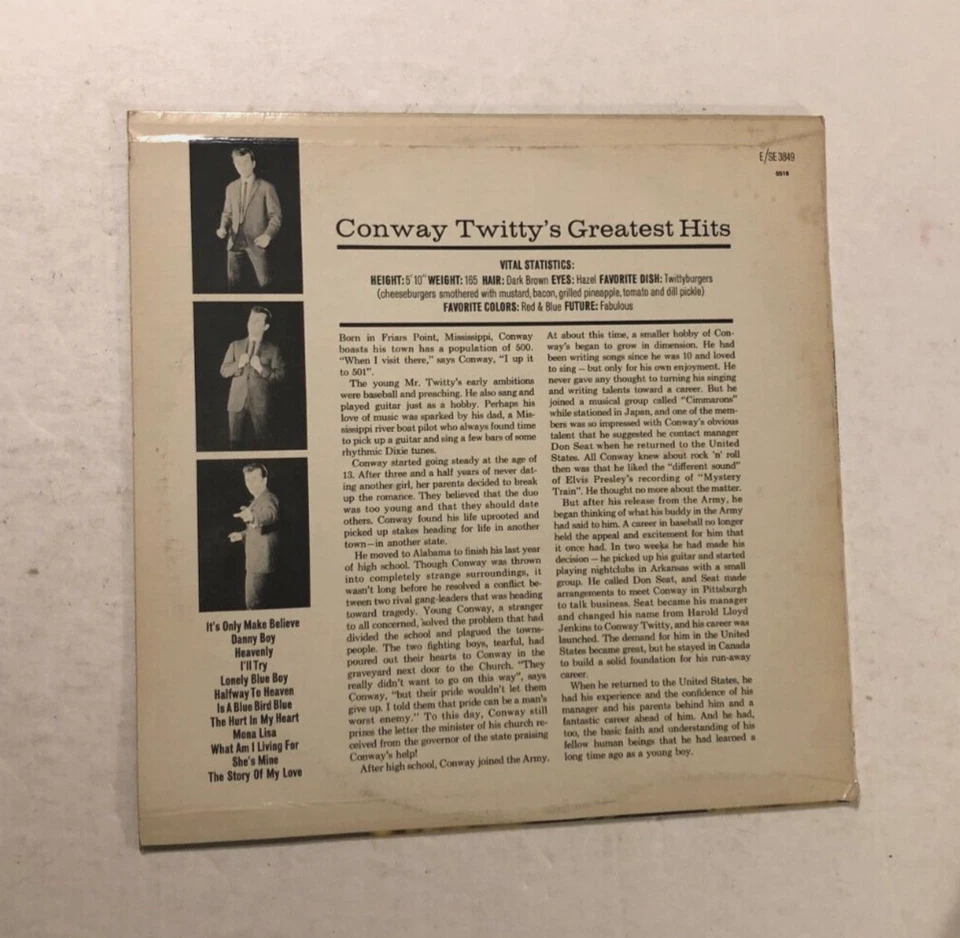 E/SE 3849
Conway Twitty's Greatest Hits
VITAL STATISTICS:
HEIGHT: 5' 10" WEIGHT: 165 HAIR: Dark Brown EYES: Hazel FAVORITE DISH: Twittyburgers
(cheeseburgers smothered with mustard, bacon, grilled pineapple, tomato and dill pickle)
FAVORITE COLORS: Red & Blue FUTURE: Fabulous
Born in Friars Point, Mississippi, Conway
boasts his town has a population of 500.
"When I visit there," says Conway, "I up it
to 501".
The young Mr. Twitty's early ambitions
were baseball and preaching. He also sang and
played guitar just as a hobby. Perhaps his
love of music was sparked by his dad, a Mis-
sissippi river boat pilot who always found time
to pick up a guitar and sing a few bars of some
rhythmic Dixie tunes.
Conway started going steady at the age of
13. After three and a half years of never dat-
ing another girl, her parents decided to break
up the romance. They believed that the duo
was too young and that they should date
others. Conway found his life uprooted and
picked up stakes heading for life in another
town—in another state.
He moved to Alabama to finish his last year
of high school. Though Conway was thrown
into completely strange surroundings, it
wasn't long before he resolved a conflict be-
tween two rival gang-leaders that was heading
toward tragedy. Young Conway, a stranger
to all concerned, solved the problem that had
divided the school and plagued the towns-
people. The two fighting boys, tearful, had
poured out their hearts to Conway in the
graveyard next door to the Church. "They
really didn't want to go on this way", says
Conway, "but their pride wouldn't let them
give up. I told them that pride can be a man's
worst enemy." To this day, Conway still
prizes the letter the minister of his church re-
ceived from the governor of the state praising
Conway's help!
After high school, Conway joined the Army.
At about this time, a smaller hobby of Con-
way's began to grow in dimension. He had
been writing songs since he was 10 and loved
to sing — but only for his own enjoyment. He
never gave any thought to turning his singing
and writing talents toward a career. But he
joined a musical group called "Cimmarons"
while stationed in Japan, and one of the mem-
bers was so impressed with Conway's obvious
talent that he suggested he contact manager
Don Seat when he returned to the United
States. All Conway knew about rock 'n' roll
then was that he liked the "different sound"
of Elvis Presley's recording of "Mystery
Train". He thought no more about the matter.
But after his release from the Army, he
began thinking of what his buddy in the Army
had said to him. A career in baseball no longer
held the appeal and excitement for him that
it once had. In two weeks he had made his
decision — he picked up his guitar and started
playing nightclubs in Arkansas with a small
group. He called Don Seat, and Seat made
arrangements to meet Conway in Pittsburgh
to talk business. Seat became his manager
and changed his name from Harold Lloyd
Jenkins to Conway Twitty, and his career was
launched. The demand for him in the United
States became great, but he stayed in Canada
to build a solid foundation for his run-away
career.
When he returned to the United States, he
had his experience and the confidence of his
manager and his parents behind him and a
fantastic career ahead of him. And he had,
too, the basic faith and understanding of his
fellow human beings that he had learned a
long time ago as a young boy.
It's Only Make Believe
Danny Boy
Heavenly
I'll Try
Lonely Blue Boy
Halfway To Heaven
Is A Blue Bird Blue
The Hurt In My Heart
Mona Lisa
What Am I Living For
She's Mine
The Story Of My Love